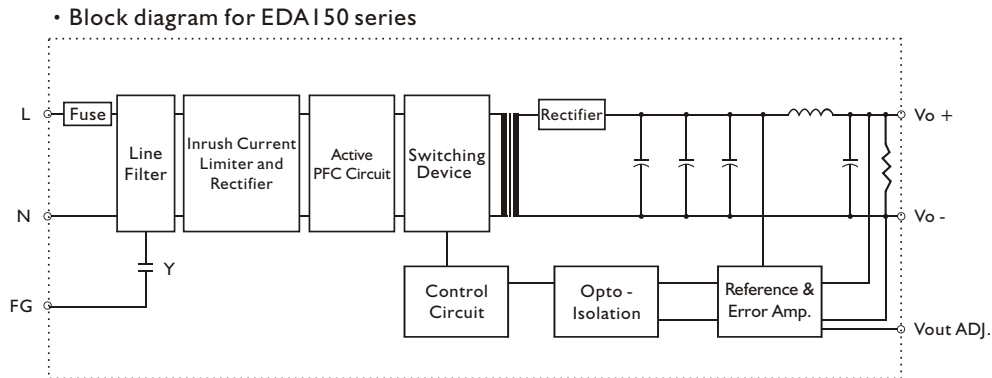 • Block diagram for EDA150 series
L
Fuse
Line
Filter
Inrush Current
Limiter and
Rectifier
Active
PFC Circuit
Switching
Device
Rectifier
Vo +
N
Vo -
Y
FG
Control
Circuit
Opto -
Isolation
Reference &
Error Amp.
Vout ADJ.